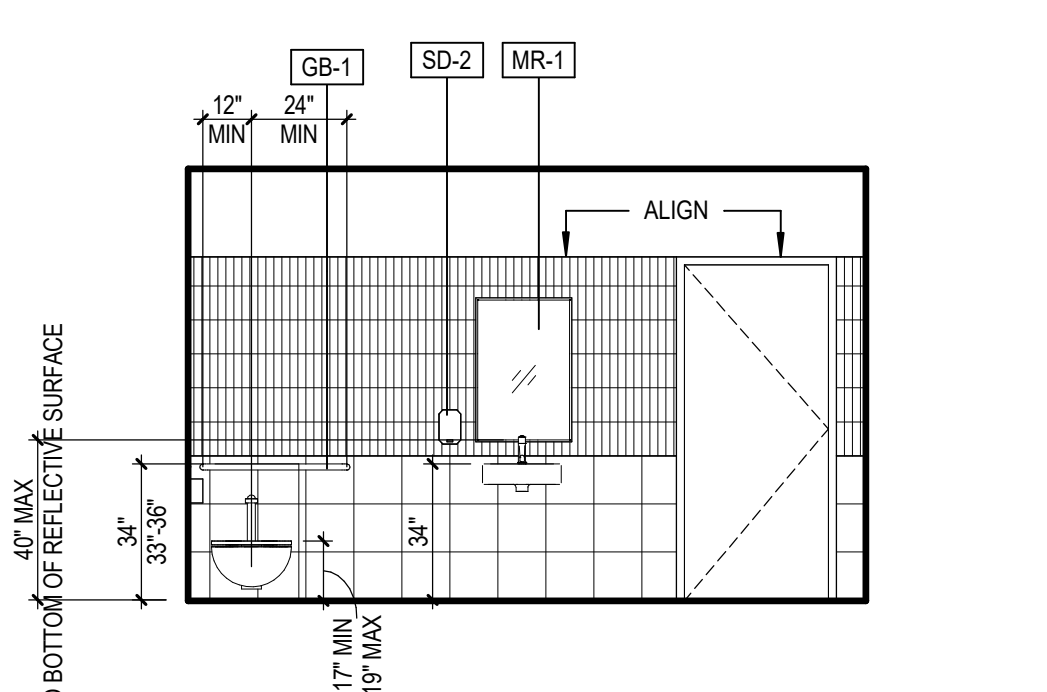 GB-1
SD-2
MR-1
12"
MIN
24"
MIN
ALIGN
40" MAX
BOTTOM OF REFLECTIVE SURFACE
34"
33"-36"
34"
17" MIN
19" MAX